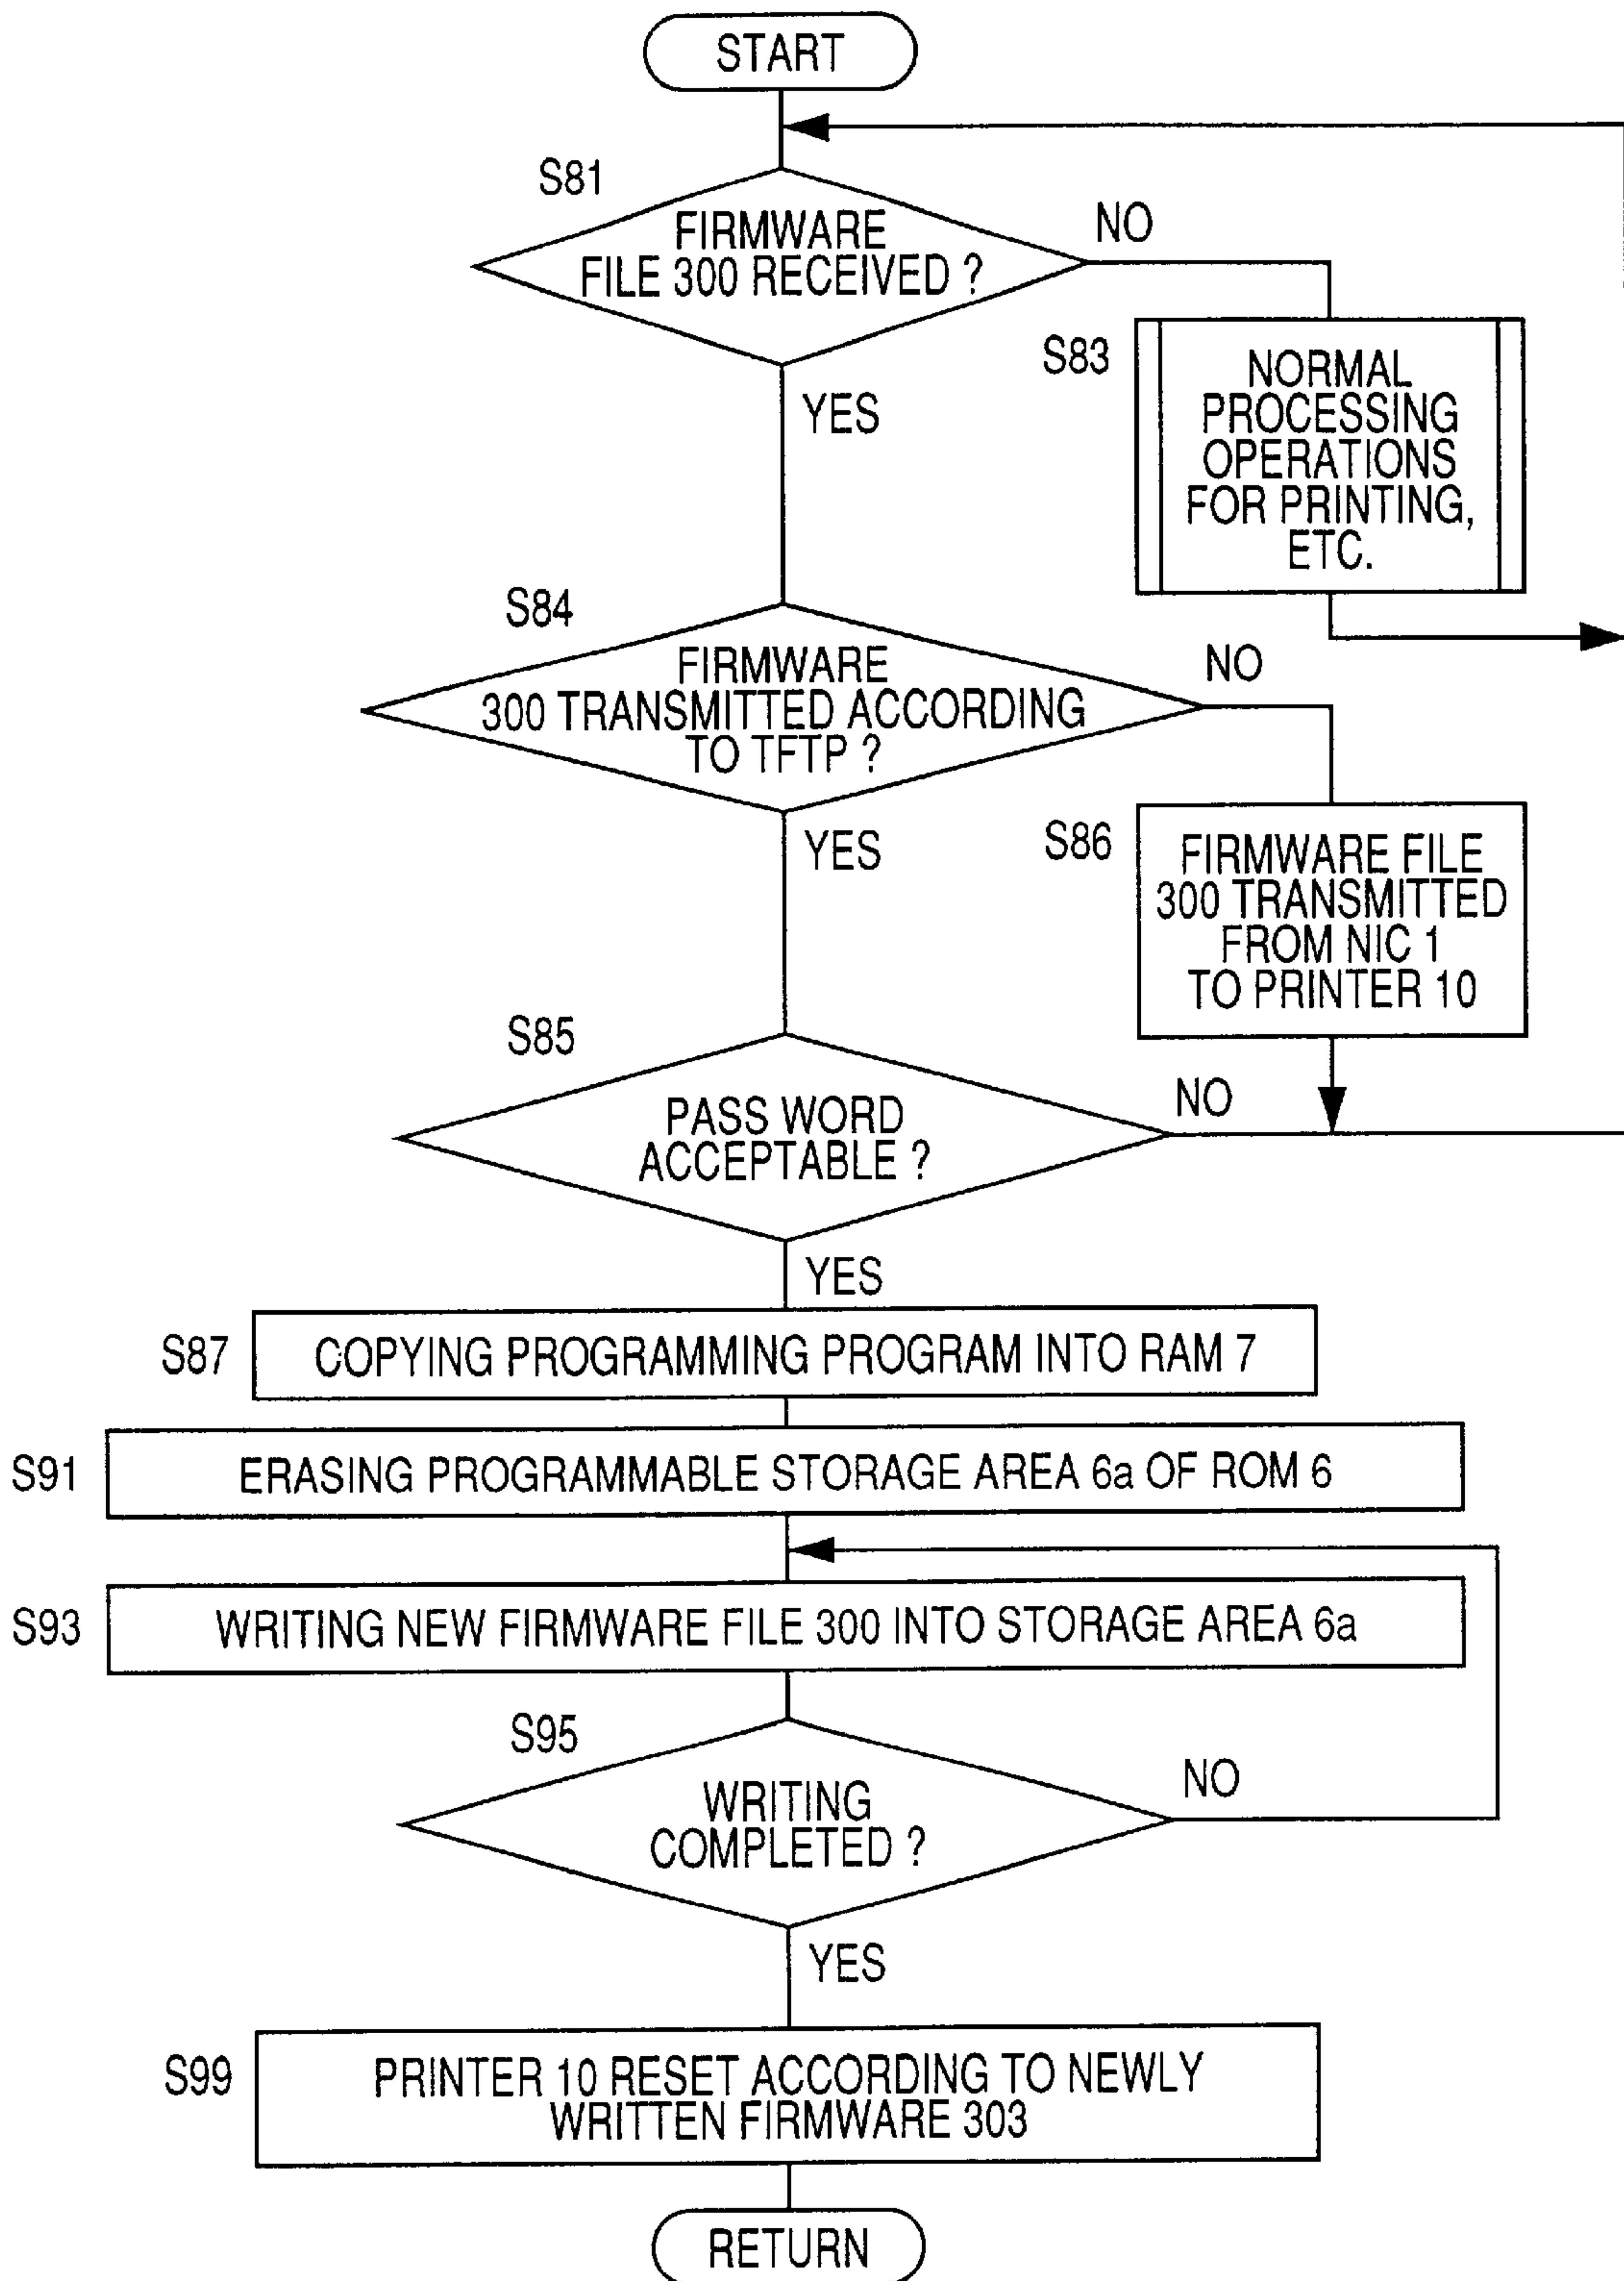 START
S81
FIRMWARE
FILE 300 RECEIVED ?
NO
YES
S83
NORMAL
PROCESSING
OPERATIONS
FOR PRINTING,
ETC.
S84
FIRMWARE
300 TRANSMITTED ACCORDING
TO TFTP ?
NO
YES
S86
FIRMWARE FILE
300 TRANSMITTED
FROM NIC 1
TO PRINTER 10
S85
PASS WORD
ACCEPTABLE ?
NO
YES
S87
COPYING PROGRAMMING PROGRAM INTO RAM 7
S91
ERASING PROGRAMMABLE STORAGE AREA 6a OF ROM 6
S93
WRITING NEW FIRMWARE FILE 300 INTO STORAGE AREA 6a
S95
WRITING
COMPLETED ?
NO
YES
S99
PRINTER 10 RESET ACCORDING TO NEWLY
WRITTEN FIRMWARE 303
RETURN